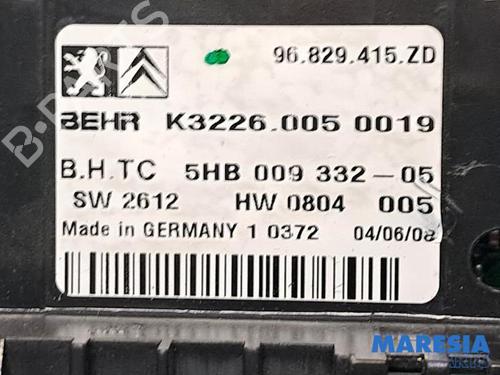 96.829.415.ZD
BEHR K3226.005 0019
B.H.TC 5HB 009 332-05
SW 2612 HW 0804 005
Made in GERMANY 1 0372 04/06/08
MARESIA
PARTS